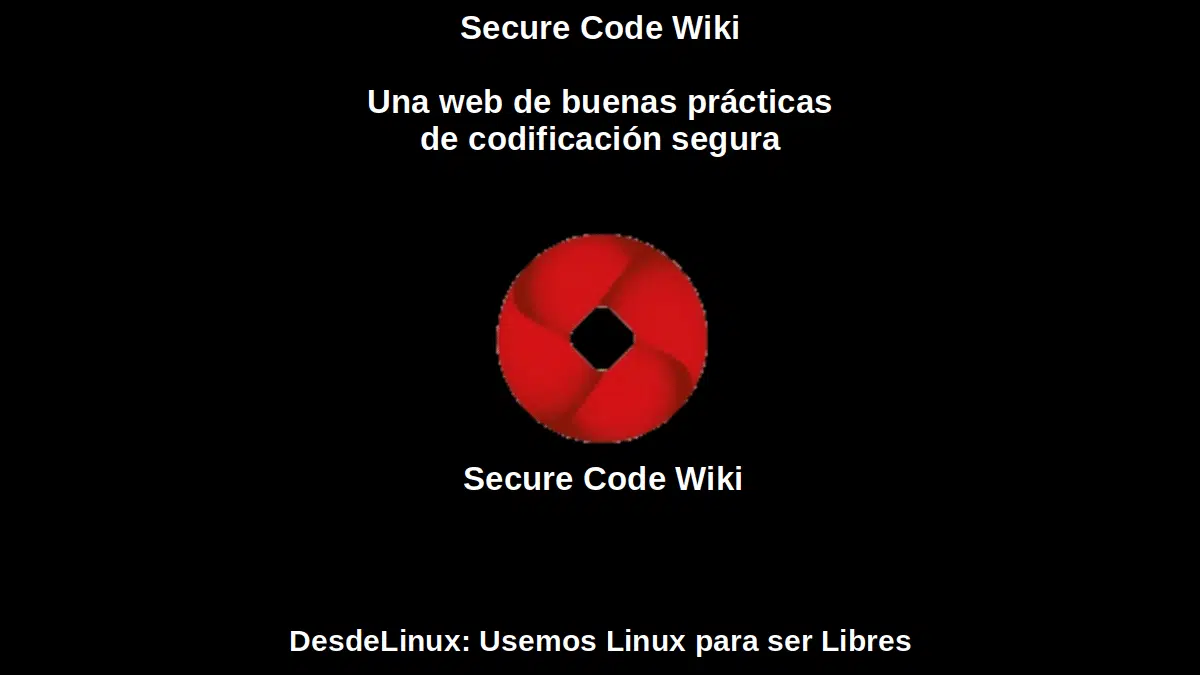 Secure Code Wiki
Una web de buenas prácticas
de codificación segura
Secure Code Wiki
DesdeLinux: Usemos Linux para ser Libres